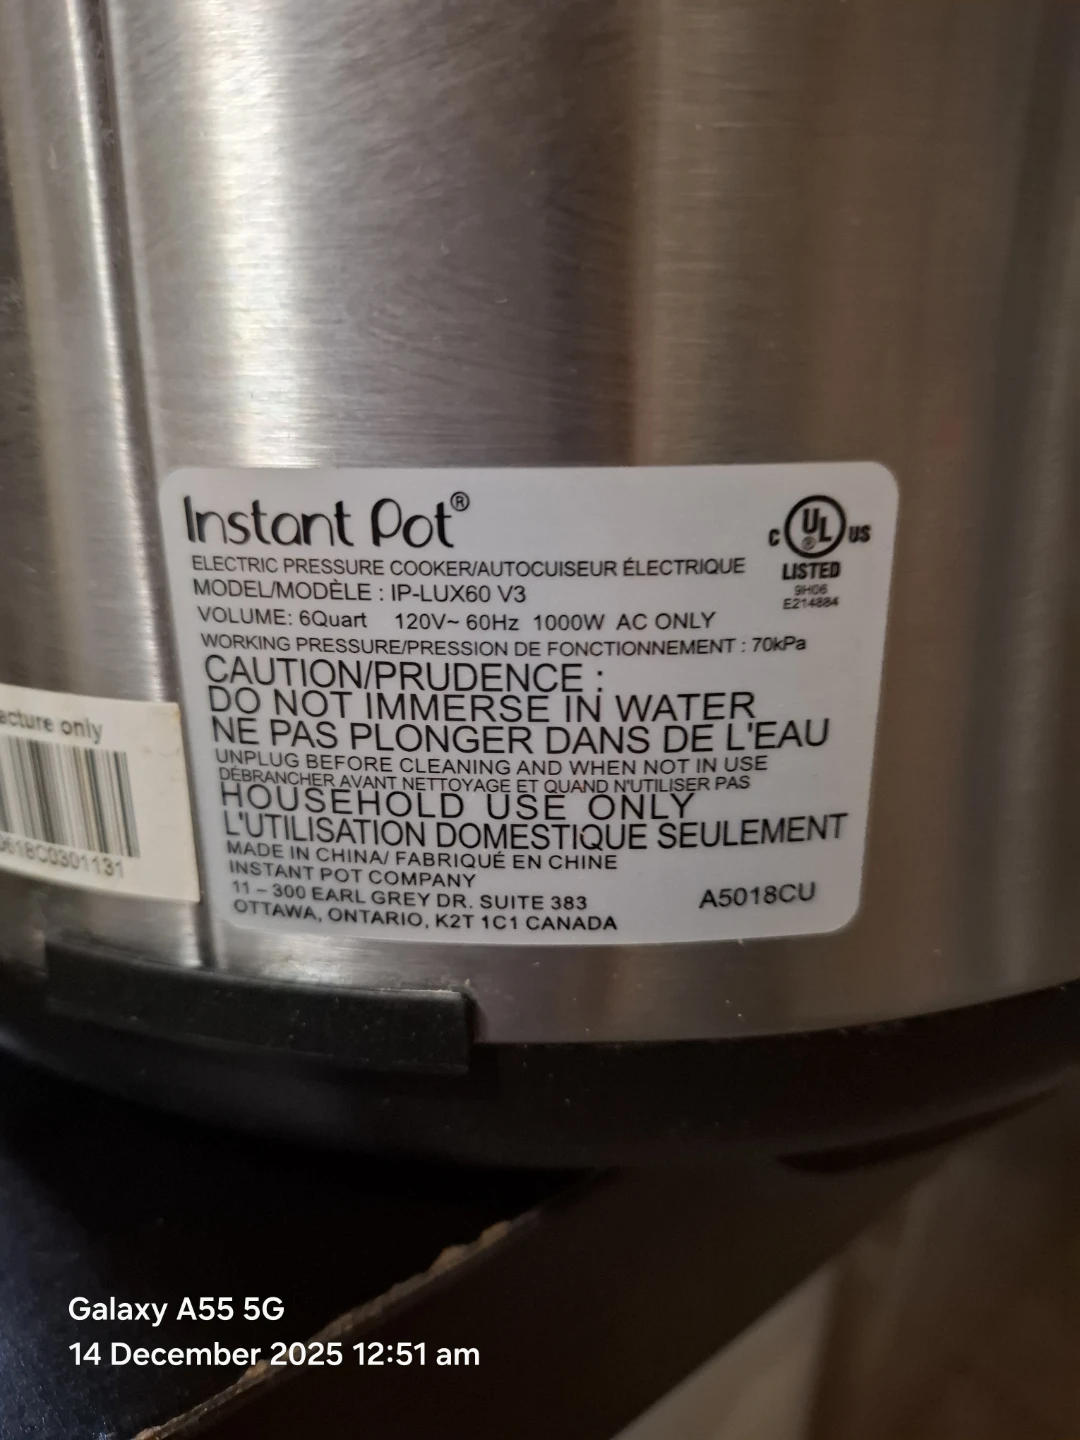 Instant Pot®
ELECTRIC PRESSURE COOKER/AUTOCUISEUR ÉLECTRIQUE
MODEL/MODÈLE : IP-LUX60 V3
VOLUME: 6Quart 120V~ 60Hz 1000W AC ONLY
WORKING PRESSURE/PRESSION DE FONCTIONNEMENT : 70kPa
CAUTION/PRUDENCE :
DO NOT IMMERSE IN WATER
NE PAS PLONGER DANS DE L'EAU
UNPLUG BEFORE CLEANING AND WHEN NOT IN USE
DÉBRANCHER AVANT NETTOYAGE ET QUAND N'UTILISER PAS
HOUSEHOLD USE ONLY
L'UTILISATION DOMESTIQUE SEULEMENT
MADE IN CHINA/ FABRIQUÉ EN CHINE
INSTANT POT COMPANY
11 – 300 EARL GREY DR. SUITE 383
OTTAWA, ONTARIO, K2T 1C1 CANADA
A5018CU
C UL® US
LISTED
9H06
E214884
only
618C0301131
Galaxy A55 5G
14 December 2025 12:51 am